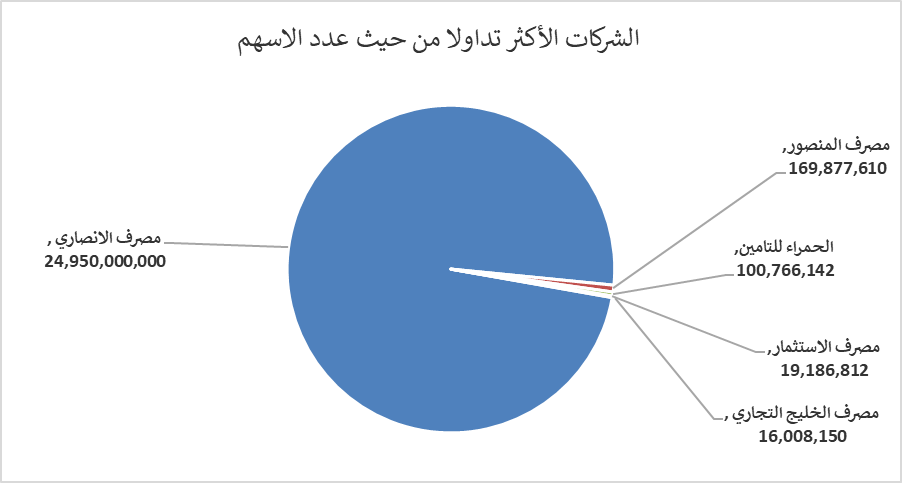 الشركات الأكثر تداولا من حيث عدد الاسهم
مصرف المنصور,
169,877,610
الحمراء للتامين,
100,766,142
مصرف الاستثمار,
19,186,812
مصرف الخليج التجاري ,
16,008,150
مصرف الانصاري ,
24,950,000,000